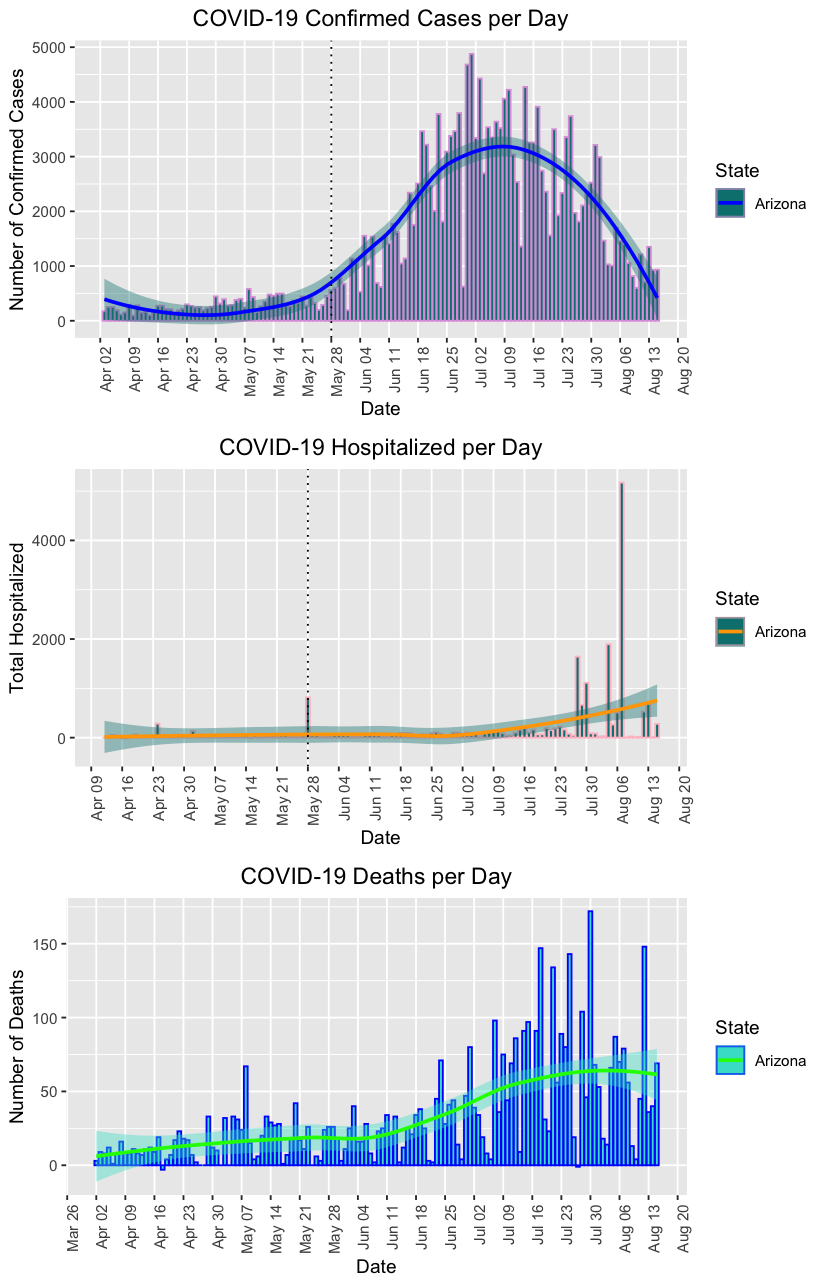 COVID-19 Confirmed Cases per Day
Number of Confirmed Cases
5000
4000
3000
2000
1000
0
Apr 02 Apr 09 Apr 16 Apr 23 Apr 30 May 07 May 14 May 21 May 28 Jun 04 Jun 11 Jun 18 Jun 25 Jul 02 Jul 09 Jul 16 Jul 23 Jul 30 Aug 06 Aug 13 Aug 20
Date
State
Arizona
COVID-19 Hospitalized per Day
Total Hospitalized
4000
2000
0
Apr 09 Apr 16 Apr 23 Apr 30 May 07 May 14 May 21 May 28 Jun 04 Jun 11 Jun 18 Jun 25 Jul 02 Jul 09 Jul 16 Jul 23 Jul 30 Aug 06 Aug 13 Aug 20
Date
State
Arizona
COVID-19 Deaths per Day
Number of Deaths
150
100
50
0
Mar 26 Apr 02 Apr 09 Apr 16 Apr 23 Apr 30 May 07 May 14 May 21 May 28 Jun 04 Jun 11 Jun 18 Jun 25 Jul 02 Jul 09 Jul 16 Jul 23 Jul 30 Aug 06 Aug 13 Aug 20
Date
State
Arizona